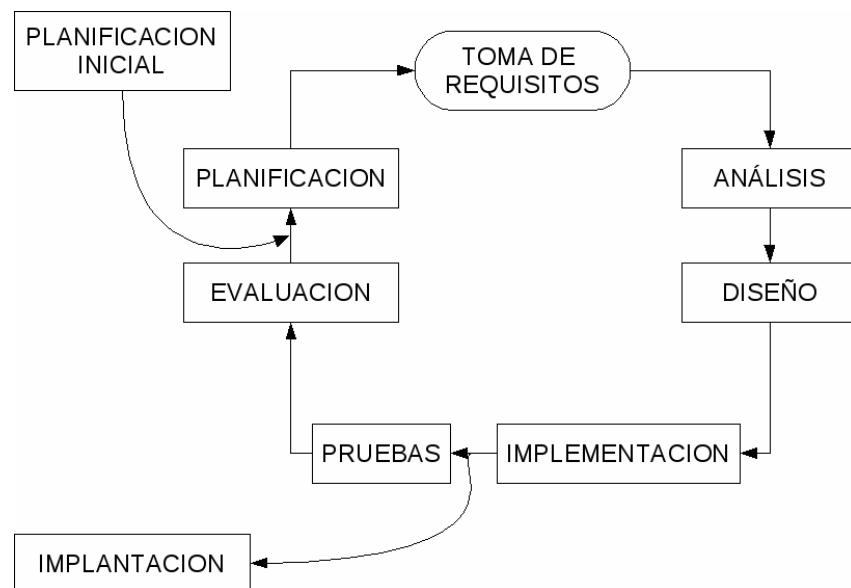 PLANIFICACION
INICIAL
TOMA DE
REQUISITOS
PLANIFICACION
ANÁLISIS
EVALUACION
DISEÑO
PRUEBAS
IMPLEMENTACION
IMPLANTACION